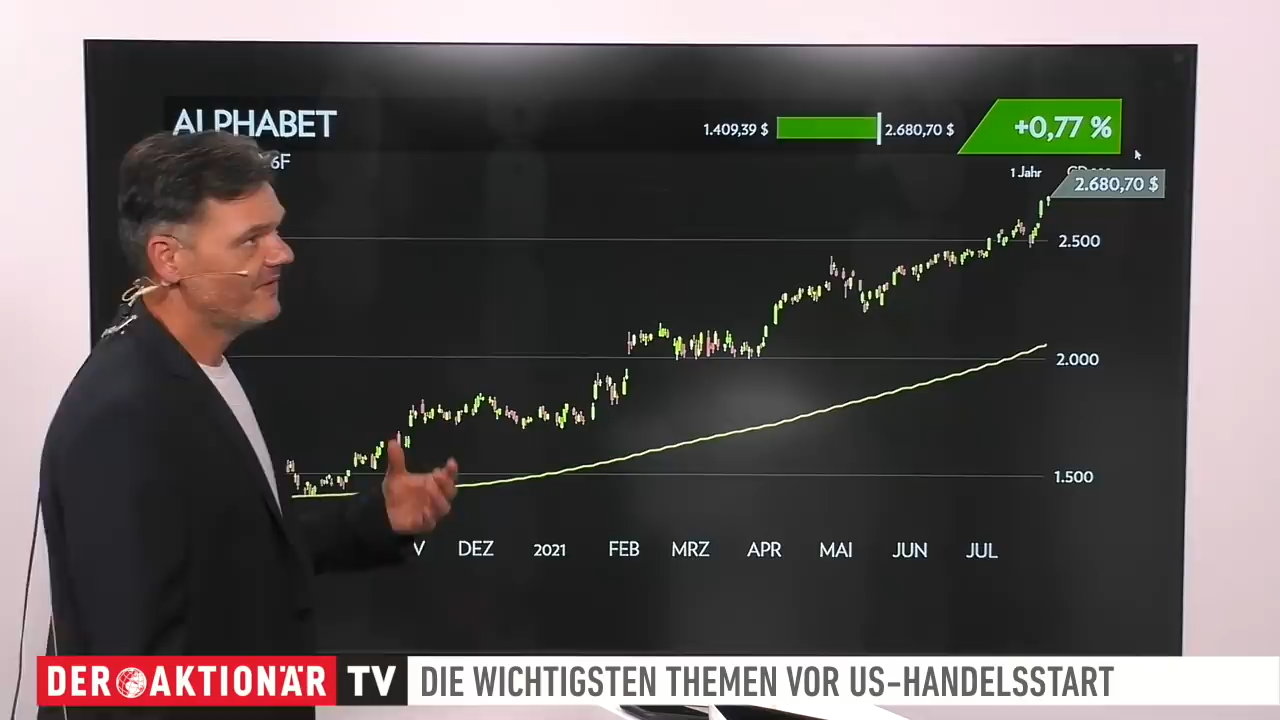 ALPHABET
6F
1.409,39 $
2.680,70 $
+0,77 %
1 Jahr
2.680,70 $
2.500
2.000
1.500
V DEZ 2021 FEB MRZ APR MAI JUN JUL
DER AKTIONÄR TV DIE WICHTIGSTEN THEMEN VOR US-HANDELSSTART